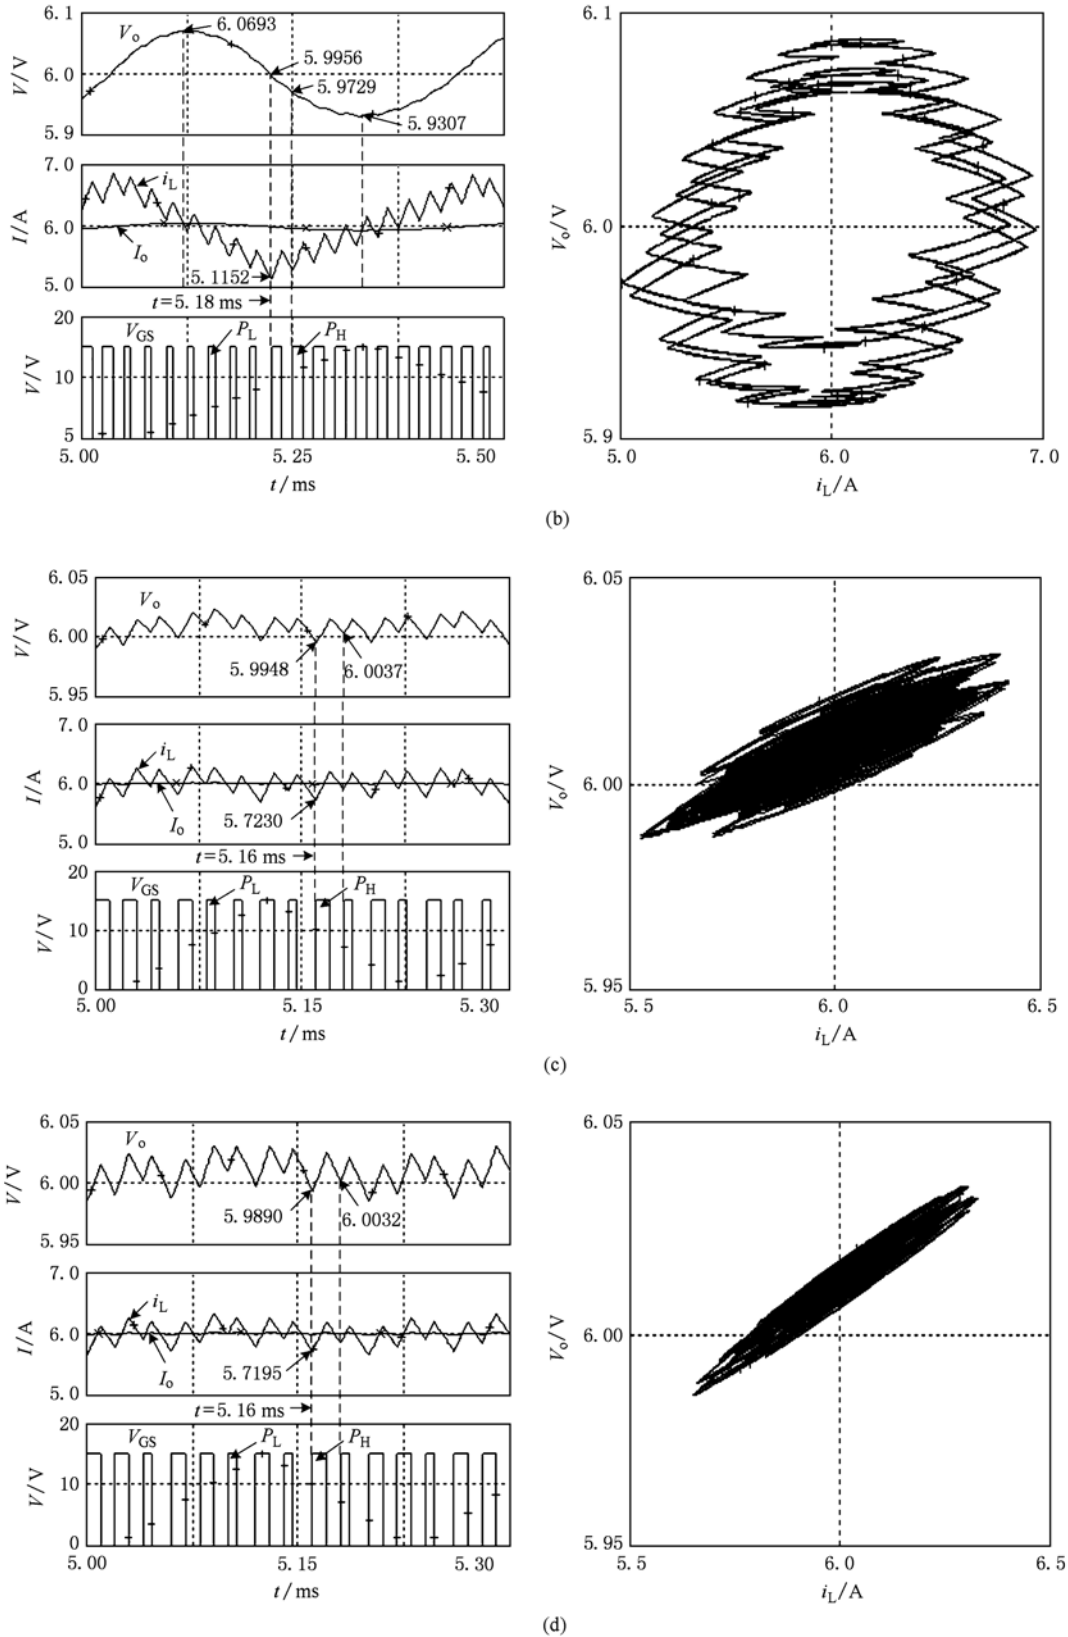 6.1
V_o
6.0693
5.9956
V/V
6.0
5.9729
5.9307
5.9
7.0
i_L
I/A
6.0
I_o
5.1152
5.0
t=5.18 ms
20
V_GS
P_L
P_H
V/V
10
5
5.00
5.25
5.50
t/ms
6.1
V_o/V
6.0
5.9
5.0
6.0
7.0
i_L/A
(b)
6.05
V_o
V/V
6.00
5.9948
6.0037
5.95
7.0
i_L
I/A
6.0
I_o
5.7230
5.0
t=5.16 ms
20
V_GS
P_L
P_H
V/V
10
0
5.00
5.15
5.30
t/ms
6.05
V_o/V
6.00
5.95
5.5
6.0
6.5
i_L/A
(c)
6.05
V_o
V/V
6.00
5.9890
6.0032
5.95
7.0
i_L
I/A
6.0
I_o
5.7195
5.0
t=5.16 ms
20
V_GS
P_L
P_H
V/V
10
0
5.00
5.15
5.30
t/ms
6.05
V_o/V
6.00
5.95
5.5
6.0
6.5
i_L/A
(d)